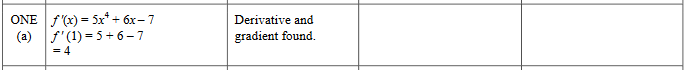 ONE f'(x) = 5x⁴ + 6x – 7 Derivative and
(a) f'(1) = 5 + 6 – 7 gradient found.
= 4